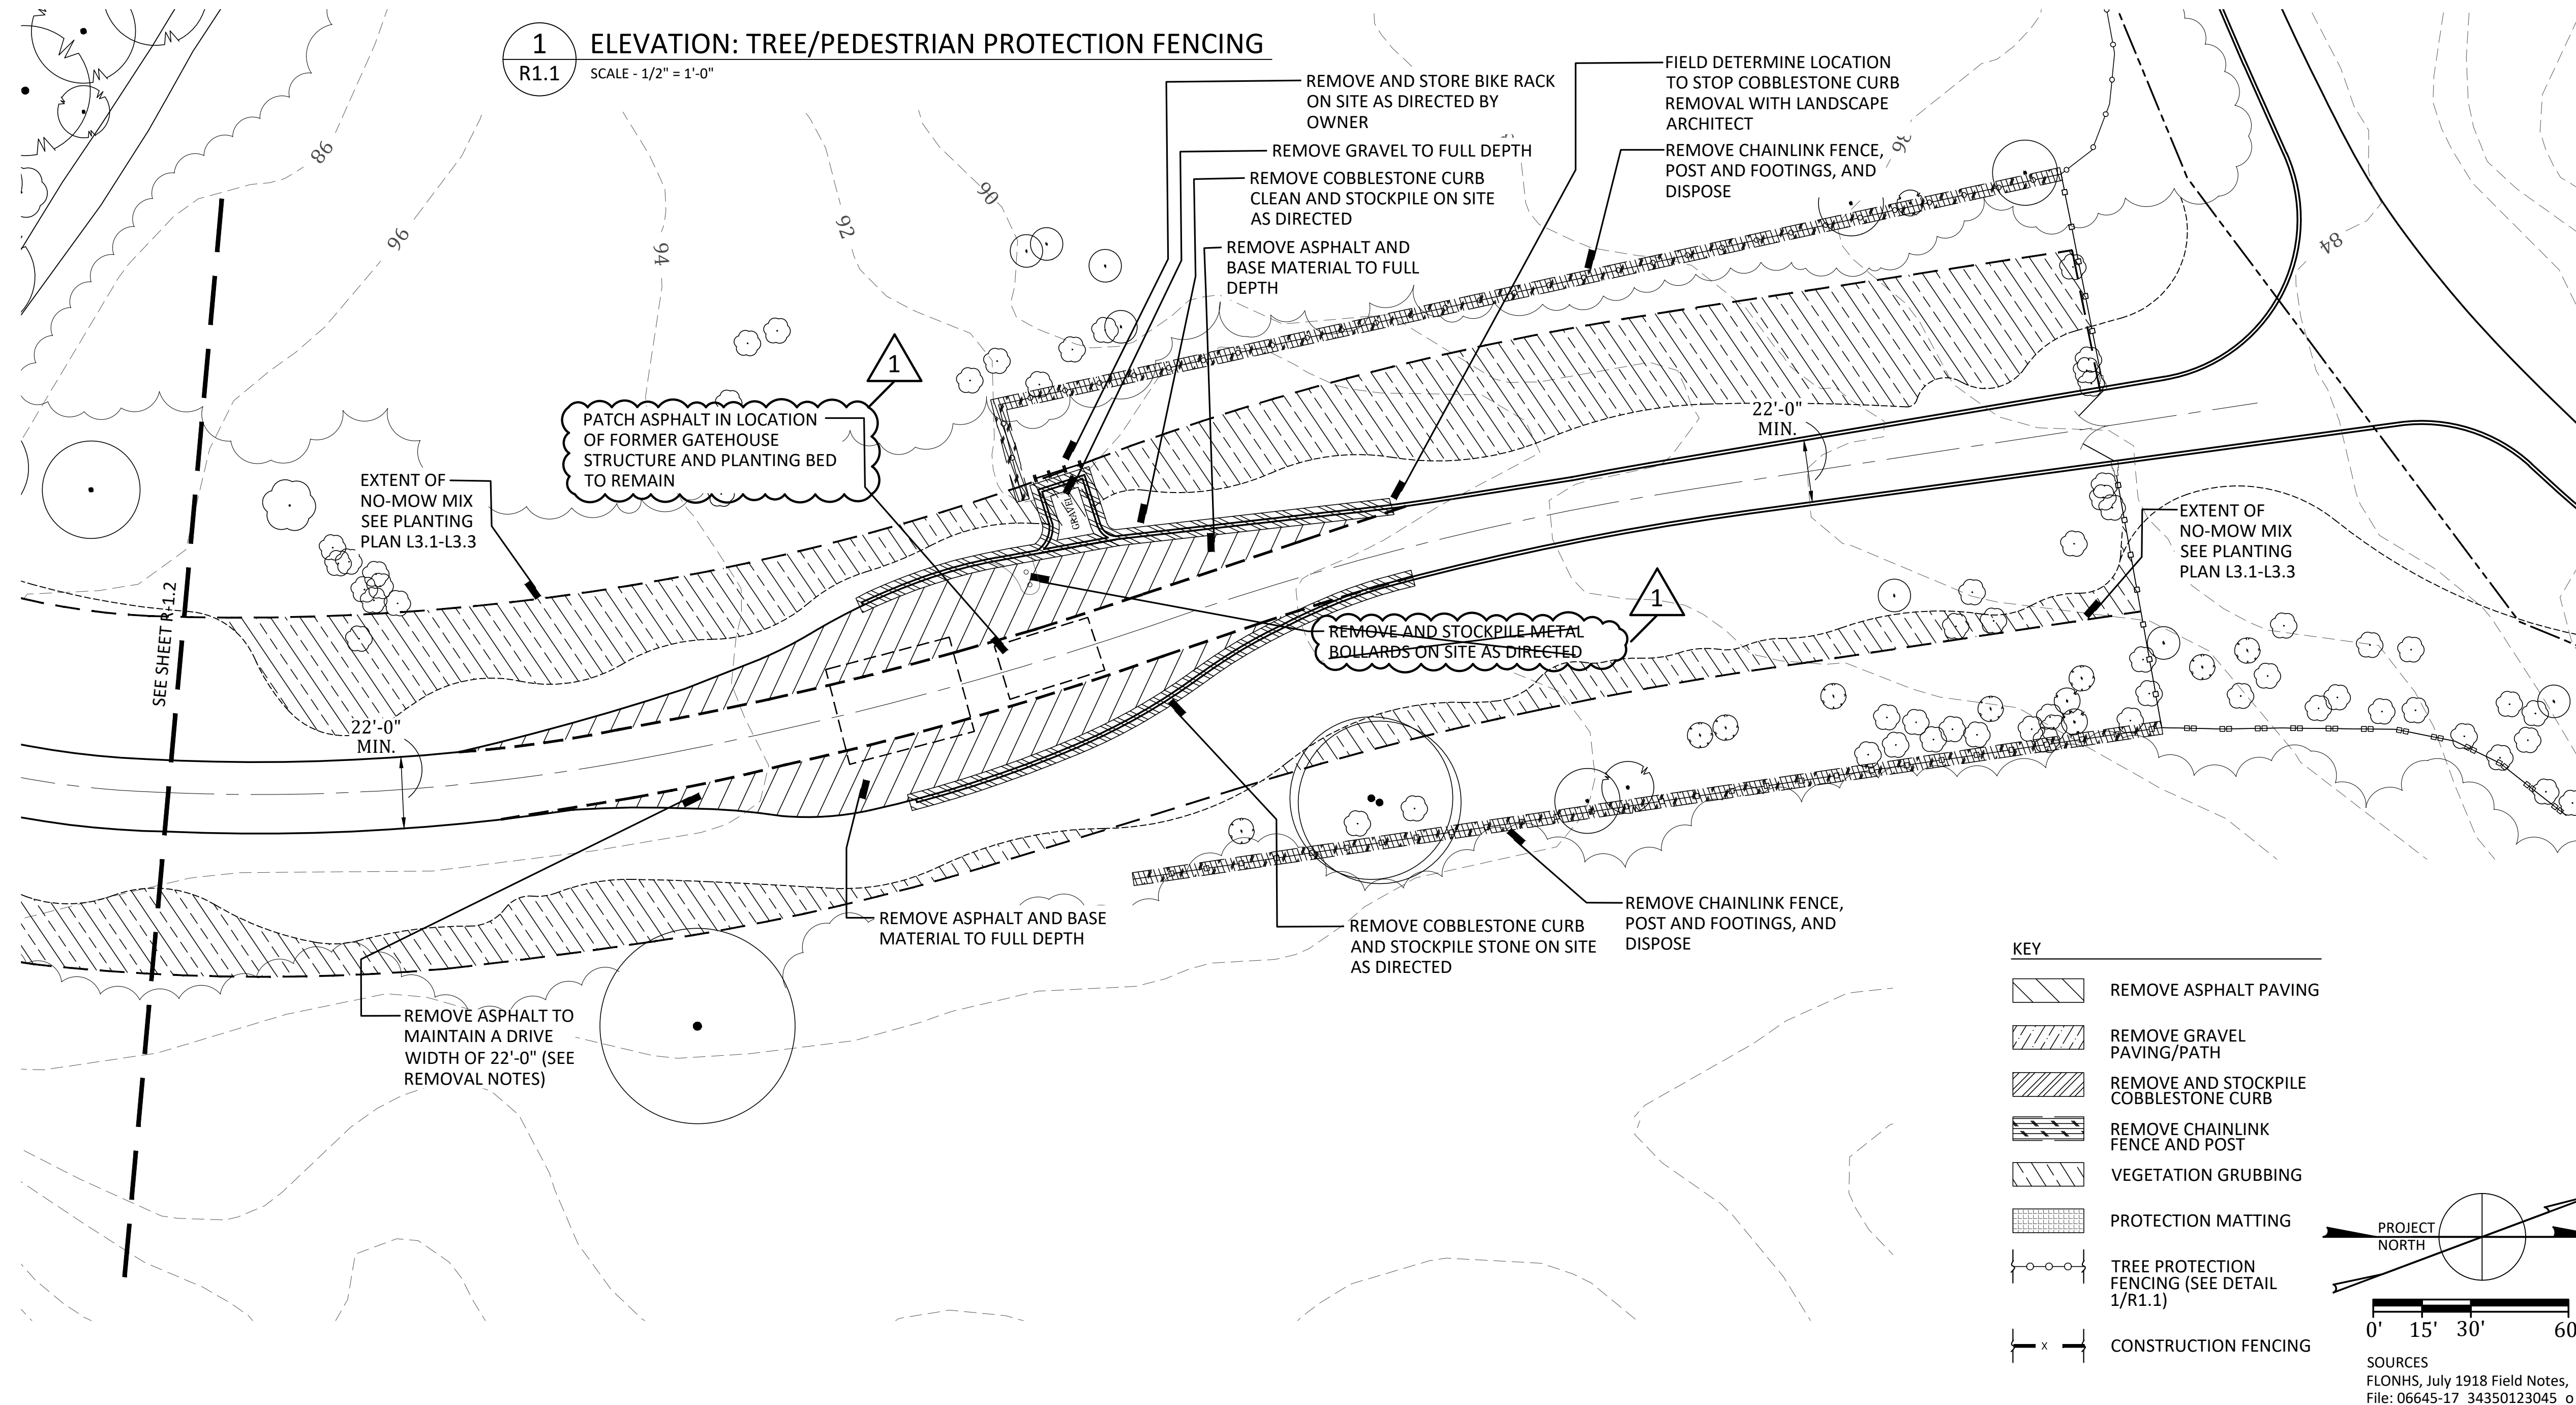 1
R1.1
ELEVATION: TREE/PEDESTRIAN PROTECTION FENCING
SCALE - 1/2" = 1'-0"
REMOVE AND STORE BIKE RACK
ON SITE AS DIRECTED BY
OWNER
REMOVE GRAVEL TO FULL DEPTH
REMOVE COBBLESTONE CURB
CLEAN AND STOCKPILE ON SITE
AS DIRECTED
REMOVE ASPHALT AND
BASE MATERIAL TO FULL
DEPTH
FIELD DETERMINE LOCATION
TO STOP COBBLESTONE CURB
REMOVAL WITH LANDSCAPE
ARCHITECT
REMOVE CHAINLINK FENCE,
POST AND FOOTINGS, AND
DISPOSE
98
96
94
92
90
84
1
PATCH ASPHALT IN LOCATION
OF FORMER GATEHOUSE
STRUCTURE AND PLANTING BED
TO REMAIN
EXTENT OF
NO-MOW MIX
SEE PLANTING
PLAN L3.1-L3.3
GRAVEL
22'-0"
MIN.
EXTENT OF
NO-MOW MIX
SEE PLANTING
PLAN L3.1-L3.3
SEE SHEET R-1.2
1
REMOVE AND STOCKPILE METAL
BOLLARDS ON SITE AS DIRECTED
22'-0"
MIN.
REMOVE ASPHALT AND BASE
MATERIAL TO FULL DEPTH
REMOVE COBBLESTONE CURB
AND STOCKPILE STONE ON SITE
AS DIRECTED
REMOVE CHAINLINK FENCE,
POST AND FOOTINGS, AND
DISPOSE
REMOVE ASPHALT TO
MAINTAIN A DRIVE
WIDTH OF 22'-0" (SEE
REMOVAL NOTES)
KEY
REMOVE ASPHALT PAVING
REMOVE GRAVEL
PAVING/PATH
REMOVE AND STOCKPILE
COBBLESTONE CURB
REMOVE CHAINLINK
FENCE AND POST
VEGETATION GRUBBING
PROTECTION MATTING
TREE PROTECTION
FENCING (SEE DETAIL
1/R1.1)
X CONSTRUCTION FENCING
PROJECT
NORTH
0' 15' 30' 60
SOURCES
FLONHS, July 1918 Field Notes,
File: 06645-17_34350123045_o